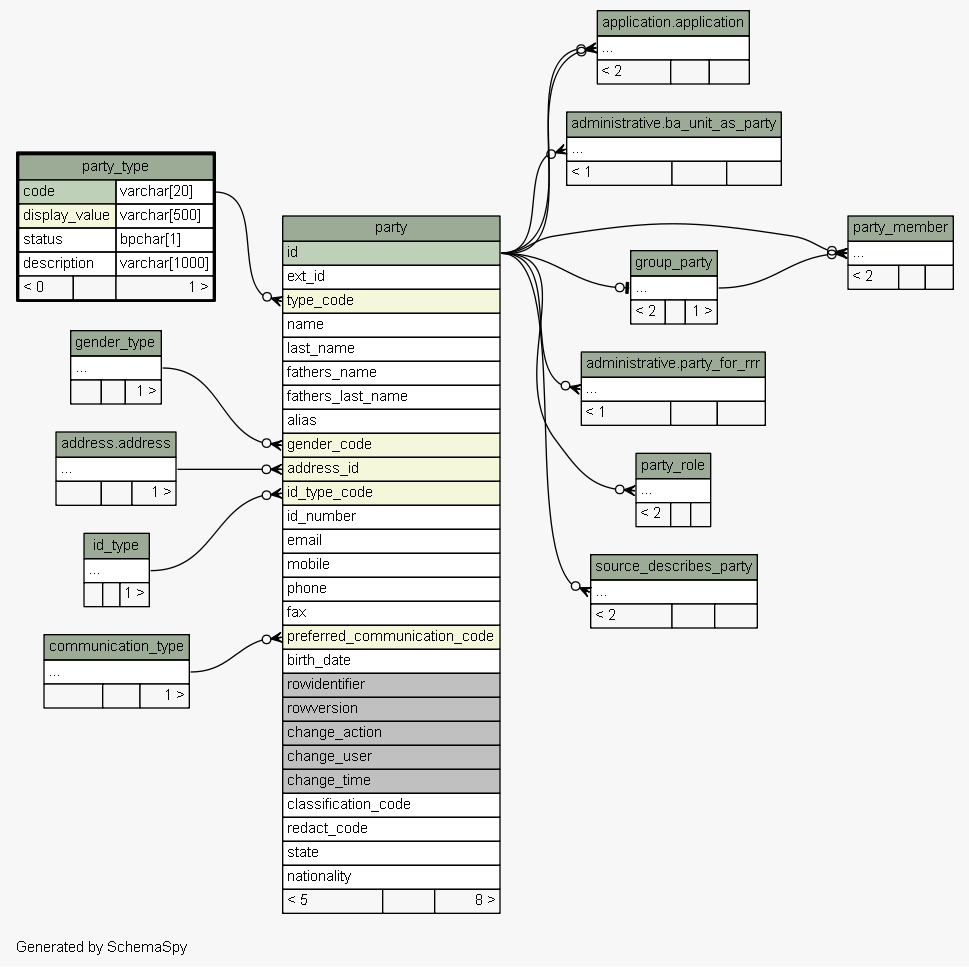 application.application
...
< 2
administrative.ba_unit_as_party
...
< 1
party_type
code varchar[20]
display_value varchar[500]
status bpchar[1]
description varchar[1000]
< 0 1 >
party
id
ext_id
type_code
name
last_name
fathers_name
fathers_last_name
alias
gender_code
address_id
id_type_code
id_number
email
mobile
phone
fax
preferred_communication_code
birth_date
rowidentifier
rowversion
change_action
change_user
change_time
classification_code
redact_code
state
nationality
< 5 8 >
party_member
...
< 2
group_party
...
< 2 1 >
gender_type
...
1 >
administrative.party_for_rrr
...
< 1
address.address
...
1 >
party_role
...
< 2
id_type
...
1 >
source_describes_party
...
< 2
communication_type
...
1 >
Generated by SchemaSpy